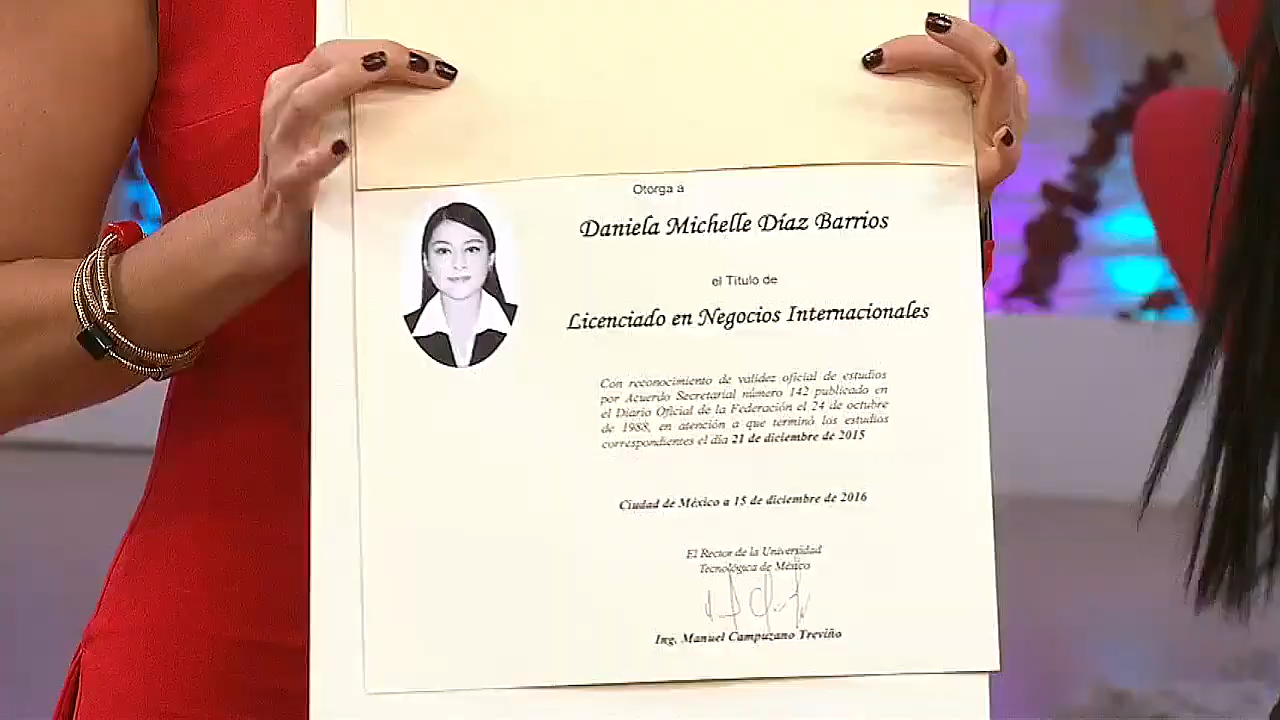 Otorga a
Daniela Michelle Díaz Barrios
el Título de
Licenciado en Negocios Internacionales
Con reconocimiento de validez oficial de estudios
por Acuerdo Secretarial número 142 publicado en
el Diario Oficial de la Federación el 24 de octubre
de 1988, en atención a que terminó los estudios
correspondientes el día 21 de diciembre de 2015
Ciudad de México a 15 de diciembre de 2016
El Rector de la Universidad
Tecnológica de México
Ing. Manuel Campuzano Treviño